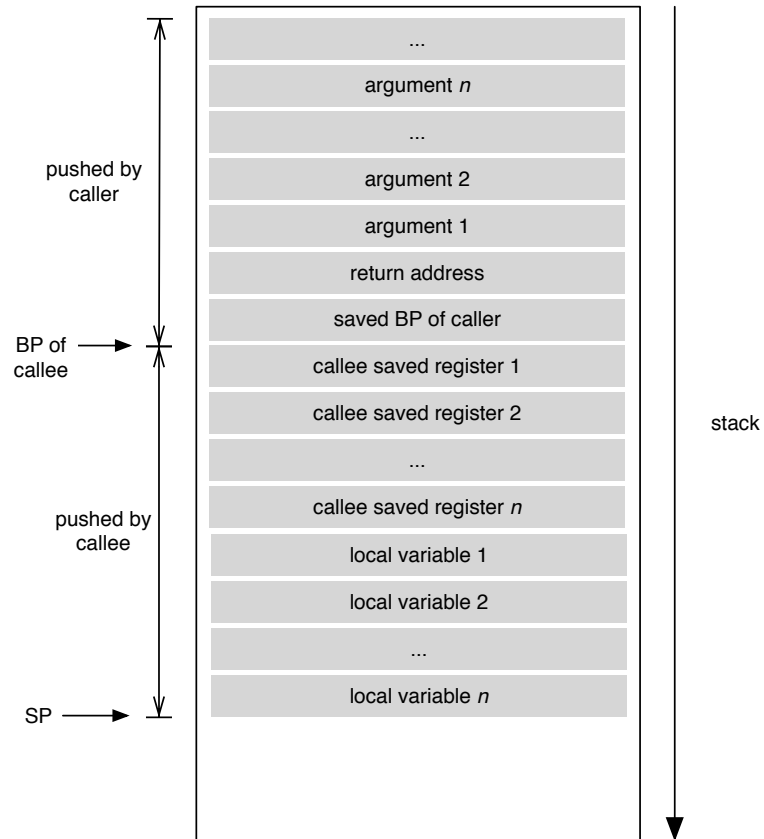 ...
argument n
...
pushed by
caller
argument 2
argument 1
return address
saved BP of caller
BP of
callee
callee saved register 1
callee saved register 2
stack
...
callee saved register n
pushed by
callee
local variable 1
local variable 2
...
SP
local variable n